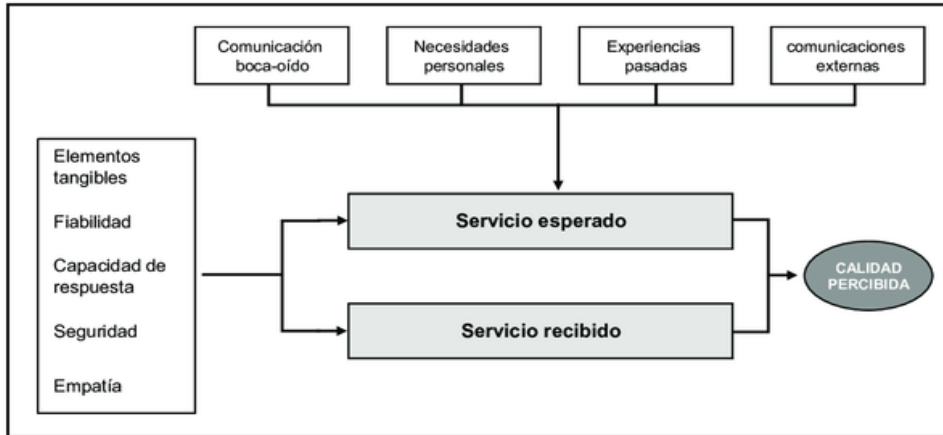 Comunicación
boca-oído
Necesidades
personales
Experiencias
pasadas
comunicaciones
externas
Elementos
tangibles
Fiabilidad
Capacidad de
respuesta
Seguridad
Empatía
Servicio esperado
Servicio recibido
CALIDAD
PERCIBIDA